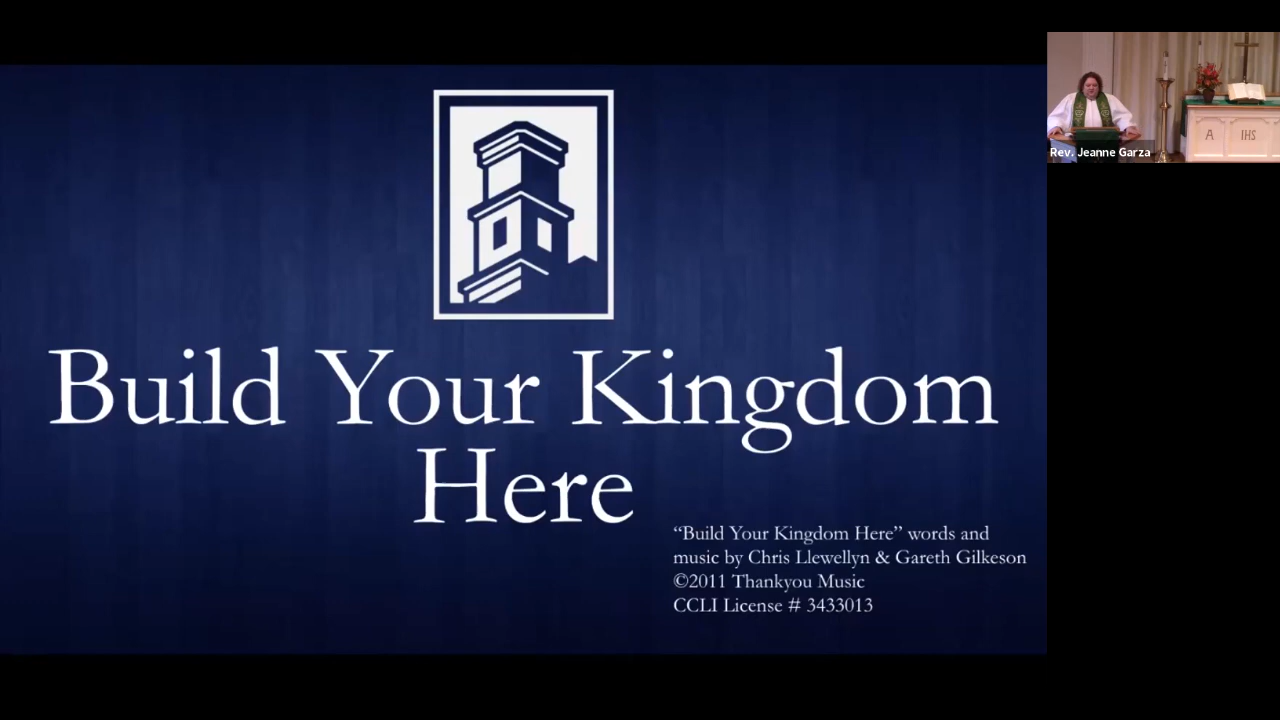 Build Your Kingdom
Here
“Build Your Kingdom Here” words and
music by Chris Llewellyn & Gareth Gilkeson
©2011 Thankyou Music
CCLI License # 3433013
Rev. Jeanne Garza
A IHS